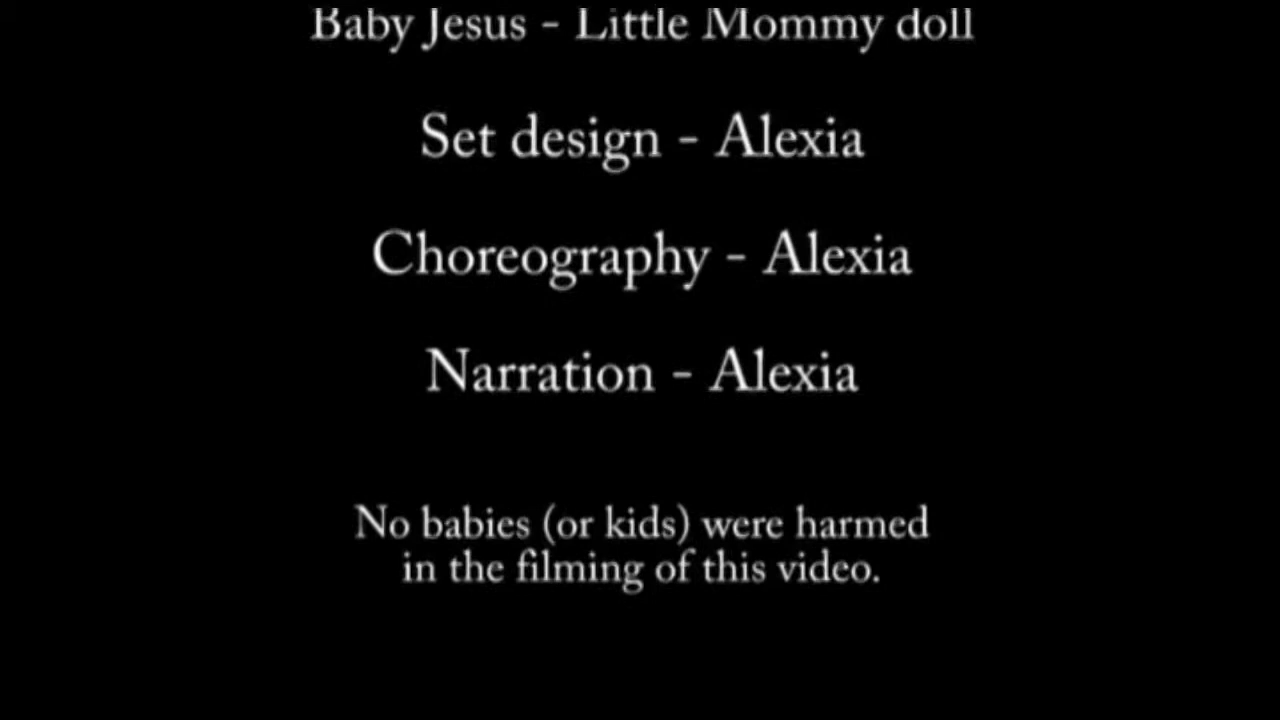 Baby Jesus - Little Mommy doll
Set design - Alexia
Choreography - Alexia
Narration - Alexia
No babies (or kids) were harmed
in the filming of this video.